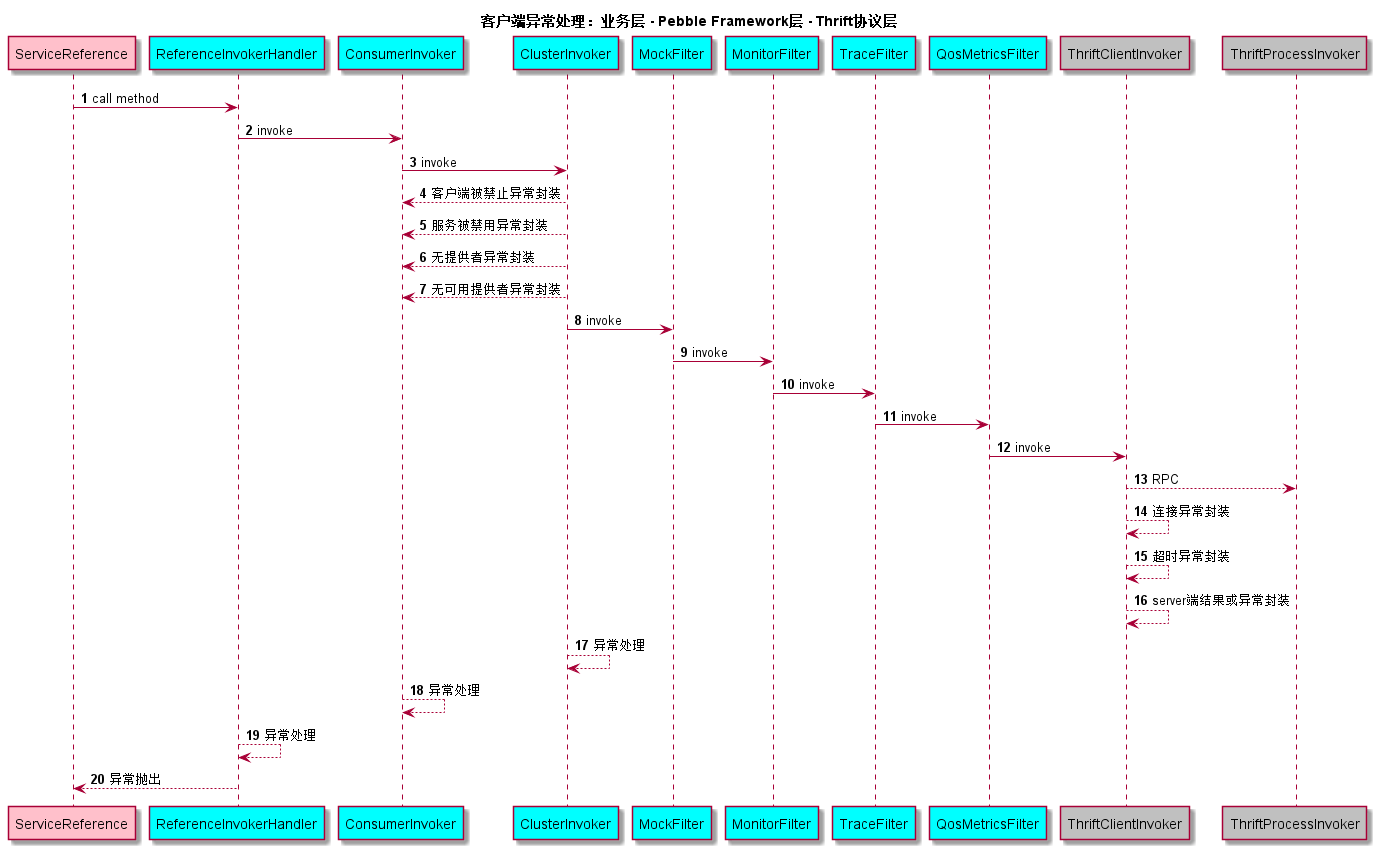 客户端异常处理：业务层 - Pebble Framework层 - Thrift协议层
ServiceReference
ReferenceInvokerHandler
ConsumerInvoker
ClusterInvoker
MockFilter
MonitorFilter
TraceFilter
QosMetricsFilter
ThriftClientInvoker
ThriftProcessInvoker
1 call method
2 invoke
3 invoke
4 客户端被禁止异常封装
5 服务被禁用异常封装
6 无提供者异常封装
7 无可用提供者异常封装
8 invoke
9 invoke
10 invoke
11 invoke
12 invoke
13 RPC
14 连接异常封装
15 超时异常封装
16 server端结果或异常封装
17 异常处理
18 异常处理
19 异常处理
20 异常抛出
ServiceReference
ReferenceInvokerHandler
ConsumerInvoker
ClusterInvoker
MockFilter
MonitorFilter
TraceFilter
QosMetricsFilter
ThriftClientInvoker
ThriftProcessInvoker